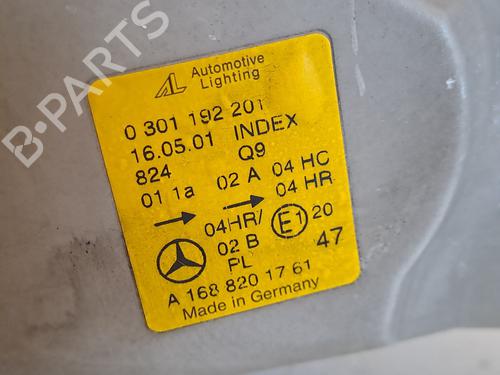 B-PARTS
AL Automotive
Lighting
0 301 192 201
16.05.01 INDEX
824 Q9
01 1a 02 A 04 HC
04 HR
04HR/ E1 20
02 B 47
PL
A 168 820 17 61
Made in Germany